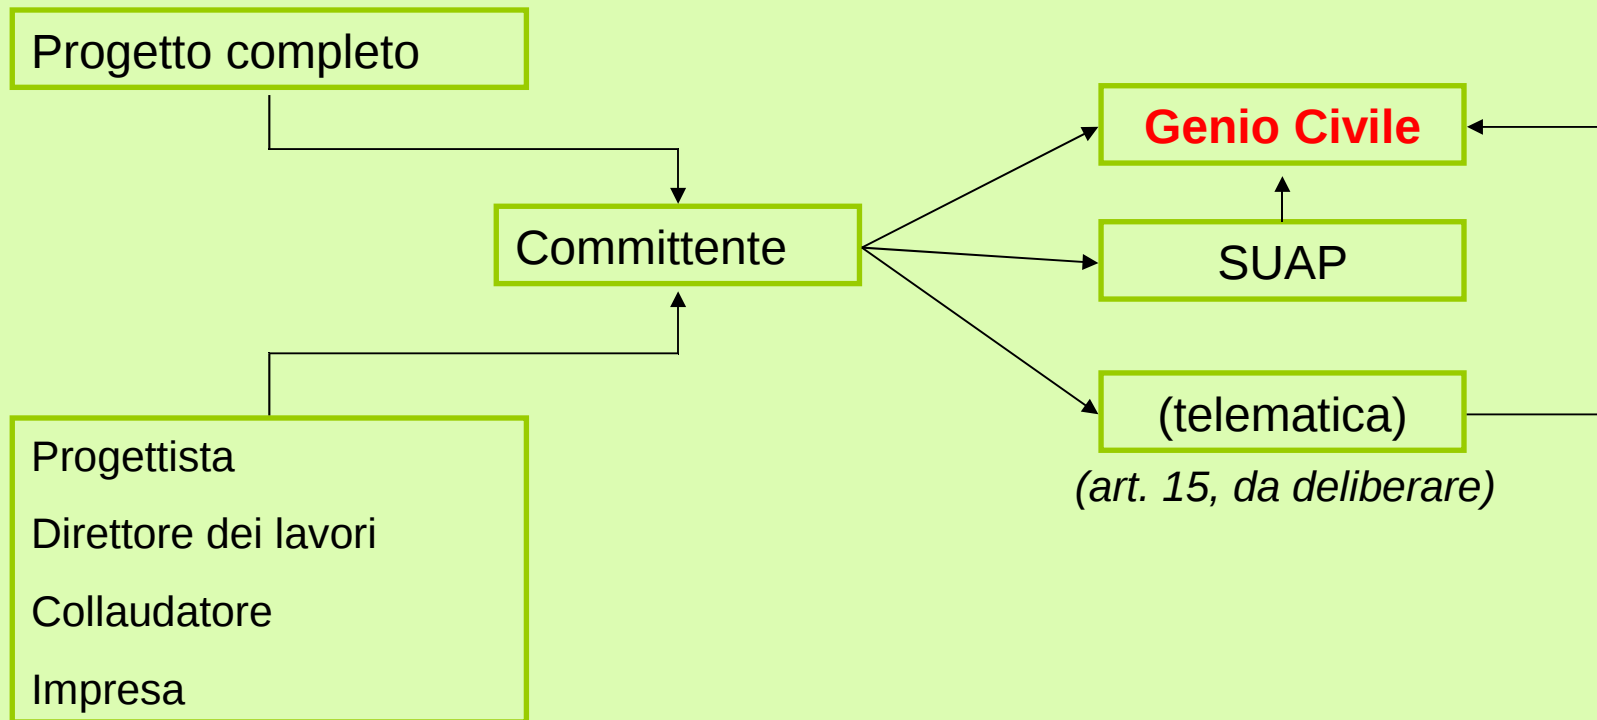 Progetto completo
Genio Civile
Committente
SUAP
(telematica)
(art. 15, da deliberare)
Progettista
Direttore dei lavori
Collaudatore
Impresa